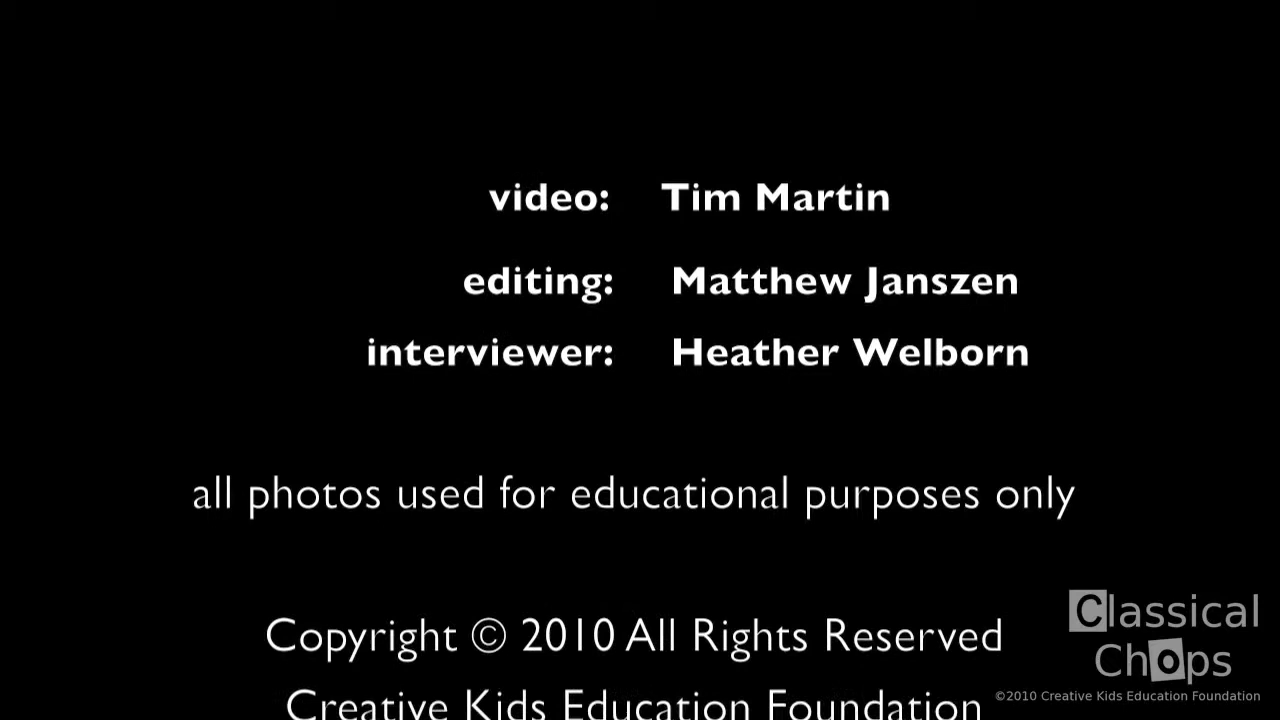 video: Tim Martin
editing: Matthew Janszen
interviewer: Heather Welborn
all photos used for educational purposes only
Copyright © 2010 All Rights Reserved
Creative Kids Education Foundation
Classical
Chops
©2010 Creative Kids Education Foundation